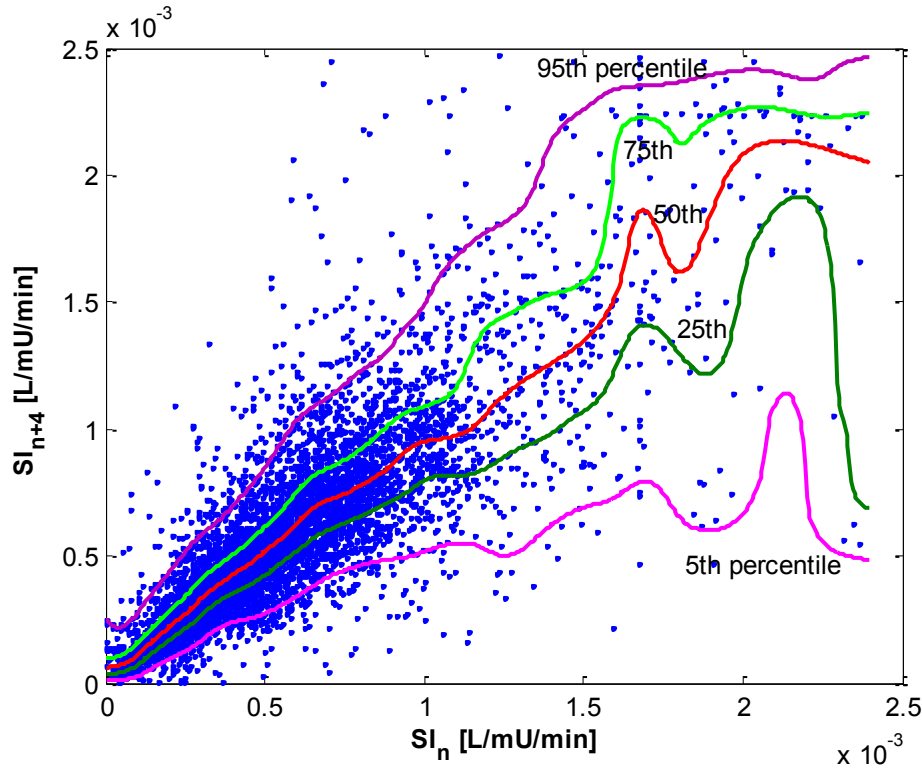 x 10^-3
2.5
2
1.5
1
0.5
0
0
0.5
1
1.5
2
2.5
x 10^-3
SI_n+4 [L/mU/min]
SI_n [L/mU/min]
95th percentile
75th
50th
25th
5th percentile